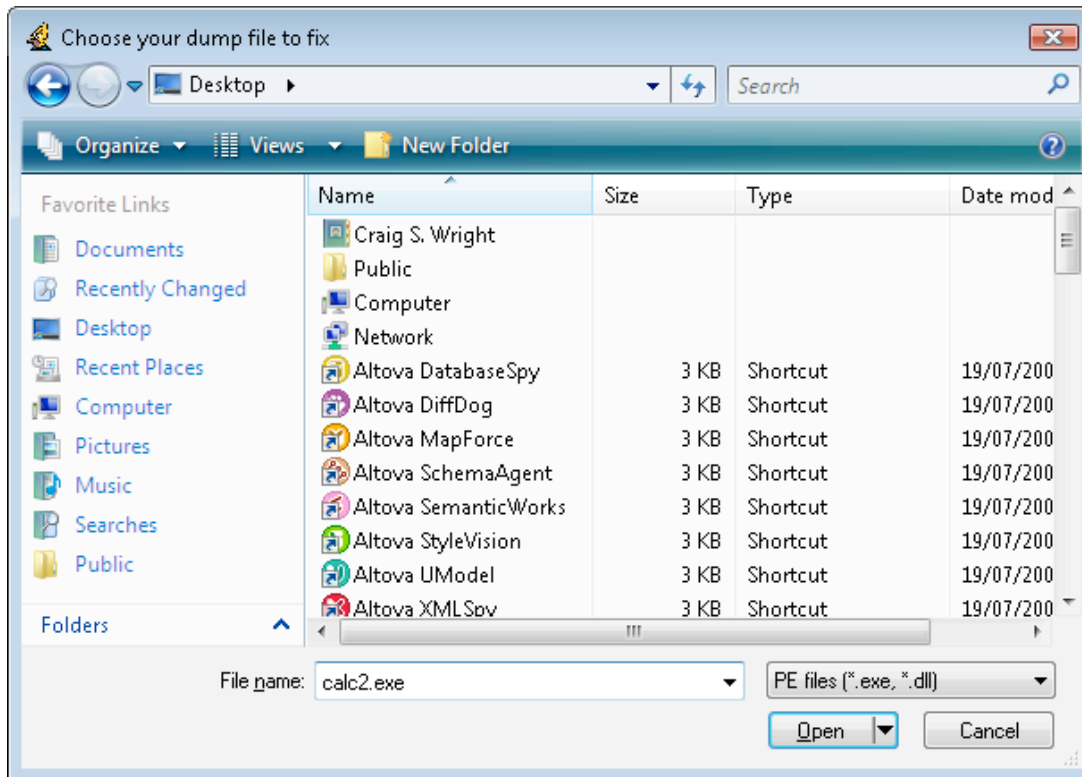 Choose your dump file to fix
Desktop
Search
Organize Views New Folder
Favorite Links
Documents
Recently Changed
Desktop
Recent Places
Computer
Pictures
Music
Searches
Public
Folders
Name Size Type Date mod
Craig S. Wright
Public
Computer
Network
Altova DatabaseSpy 3 KB Shortcut 19/07/200
Altova DiffDog 3 KB Shortcut 19/07/200
Altova MapForce 3 KB Shortcut 19/07/200
Altova SchemaAgent 3 KB Shortcut 19/07/200
Altova SemanticWorks 3 KB Shortcut 19/07/200
Altova StyleVision 3 KB Shortcut 19/07/200
Altova UModel 3 KB Shortcut 19/07/200
Altova XMLSpy 3 KB Shortcut 19/07/200
File name: calc2.exe PE files (*.exe, *.dll)
Open Cancel